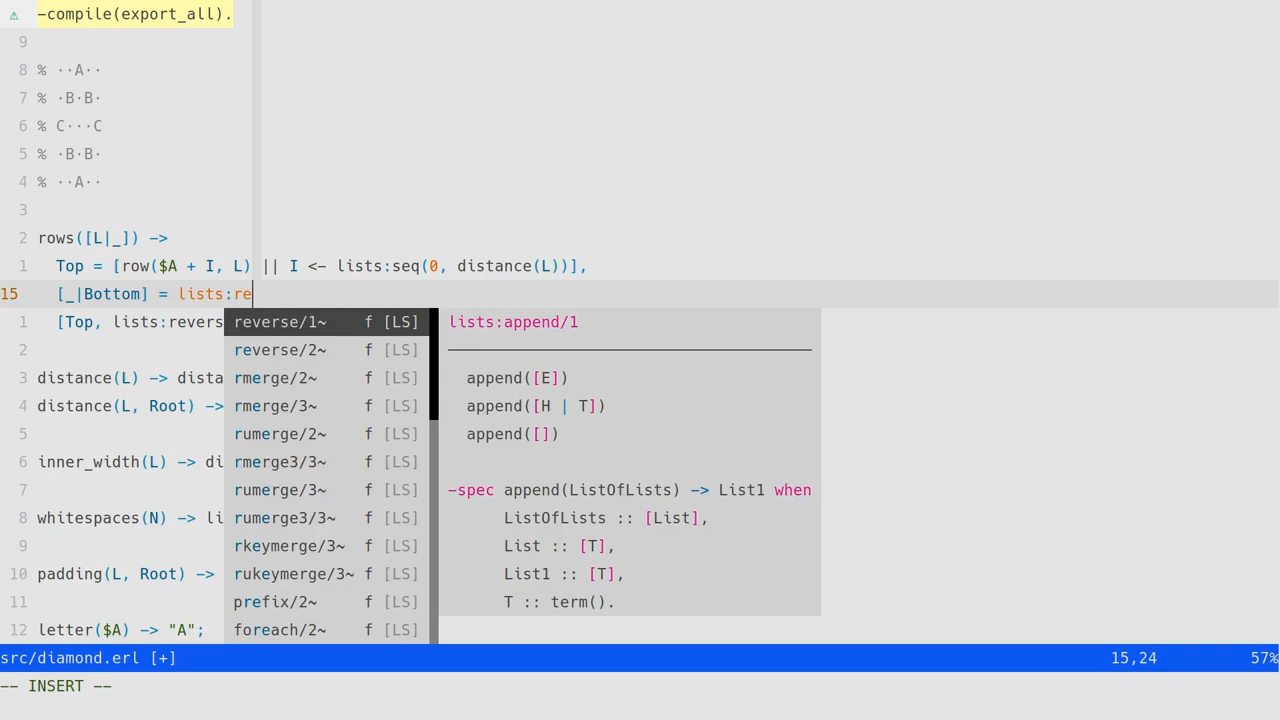 ⚠ -compile(export_all).
9
8 % ··A··
7 % ·B·B·
6 % C···C
5 % ·B·B·
4 % ··A··
3
2 rows([L|_]) ->
1 Top = [row($A + I, L) || I <- lists:seq(0, distance(L))],
15 [_|Bottom] = lists:re
1 [Top, lists:revers reverse/1~ f [LS] lists:append/1
2 reverse/2~ f [LS]
3 distance(L) -> dista rmerge/2~ f [LS] append([E])
4 distance(L, Root) -> rmerge/3~ f [LS] append([H | T])
5 rumerge/2~ f [LS] append([])
6 inner_width(L) -> di rmerge3/3~ f [LS]
7 rumerge/3~ f [LS] -spec append(ListOfLists) -> List1 when
8 whitespaces(N) -> li rumerge3/3~ f [LS] ListOfLists :: [List],
9 rkeymerge/3~ f [LS] List :: [T],
10 padding(L, Root) -> rukeymerge/3~ f [LS] List1 :: [T],
11 prefix/2~ f [LS] T :: term().
12 letter($A) -> "A"; foreach/2~ f [LS]
src/diamond.erl [+] 15,24 57%
-- INSERT --